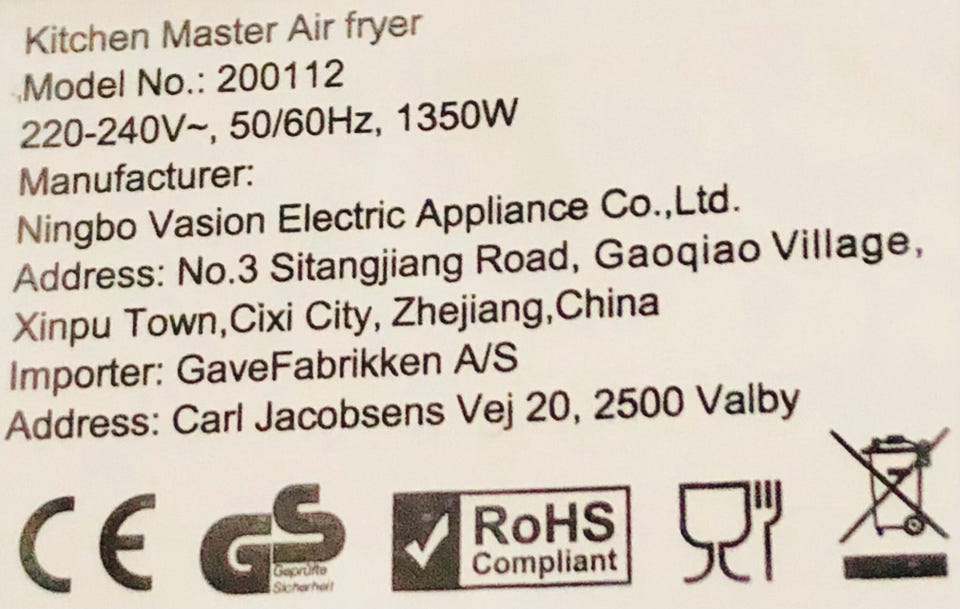 Kitchen Master Air fryer
Model No.: 200112
220-240V~, 50/60Hz, 1350W
Manufacturer:
Ningbo Vasion Electric Appliance Co.,Ltd.
Address: No.3 Sitangjiang Road, Gaoqiao Village,
Xinpu Town,Cixi City, Zhejiang,China
Importer: GaveFabrikken A/S
Address: Carl Jacobsens Vej 20, 2500 Valby
CE GS RoHS
Geprüfte Compliant
Sicherheit